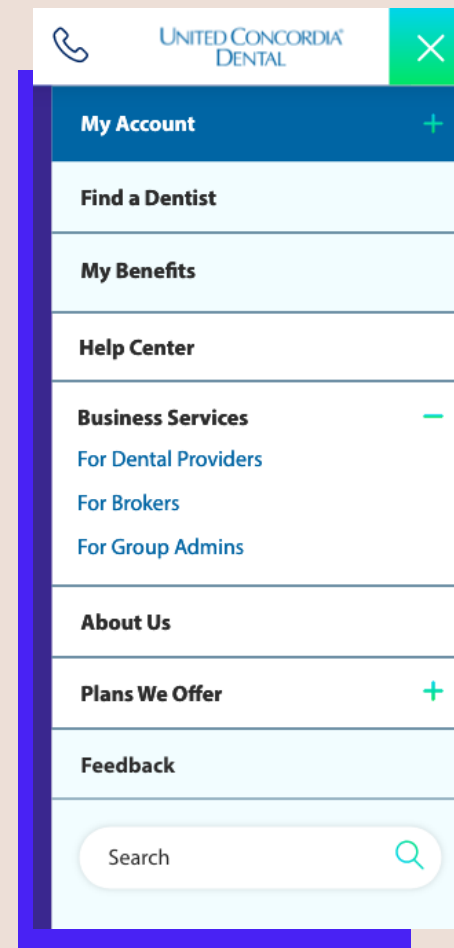 UNITED CONCORDIA®
DENTAL
My Account
Find a Dentist
My Benefits
Help Center
Business Services
For Dental Providers
For Brokers
For Group Admins
About Us
Plans We Offer
Feedback
Search